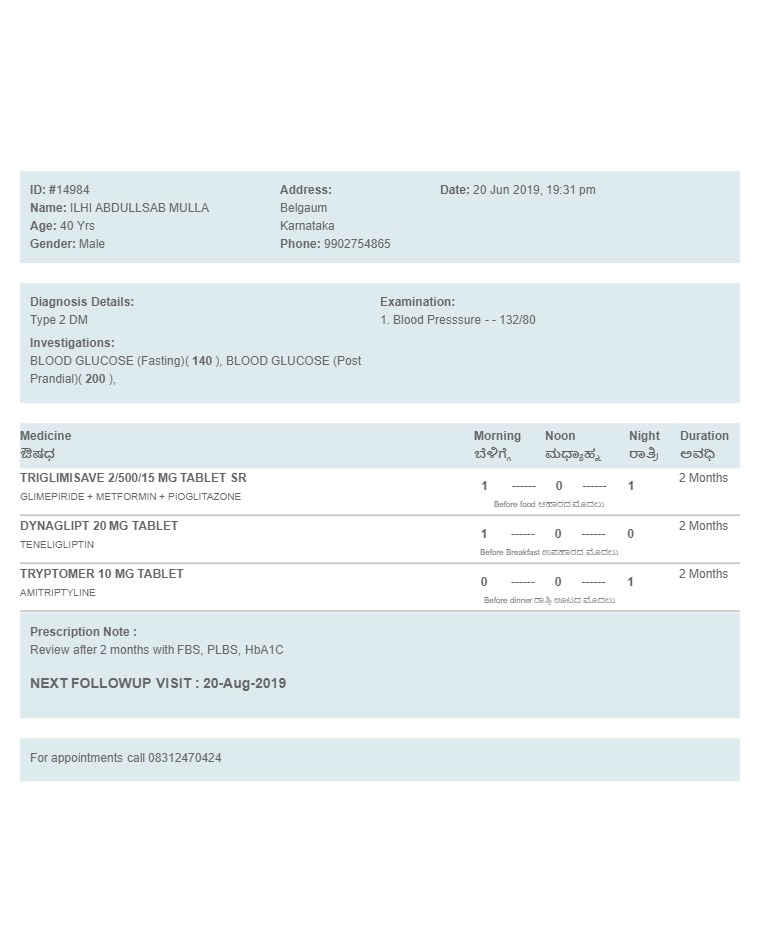 ID: #14984
Name: ILHI ABDULLSAB MULLA
Age: 40 Yrs
Gender: Male
Address:
Belgaum
Karnataka
Phone: 9902754865
Date: 20 Jun 2019, 19:31 pm
Diagnosis Details:
Type 2 DM
Investigations:
BLOOD GLUCOSE (Fasting)( 140 ), BLOOD GLUCOSE (Post
Prandial)( 200 ),
Examination:
1. Blood Presssure - - 132/80
Medicine Morning Noon Night Duration
ಔಷಧ ಬೆಳಿಗ್ಗೆ ಮಧ್ಯಾಹ್ನ ರಾತ್ರಿ ಅವಧಿ
TRIGLIMISAVE 2/500/15 MG TABLET SR 1 ------ 0 ------ 1 2 Months
GLIMEPIRIDE + METFORMIN + PIOGLITAZONE
Before food ಆಹಾರದ ಮೊದಲು
DYNAGLIPT 20 MG TABLET 1 ------ 0 ------ 0 2 Months
TENELIGLIPTIN
Before Breakfast ಉಪಹಾರದ ಮೊದಲು
TRYPTOMER 10 MG TABLET 0 ------ 0 ------ 1 2 Months
AMITRIPTYLINE
Before dinner ರಾತ್ರಿ ಊಟದ ಮೊದಲು
Prescription Note :
Review after 2 months with FBS, PLBS, HbA1C
NEXT FOLLOWUP VISIT : 20-Aug-2019
For appointments call 08312470424